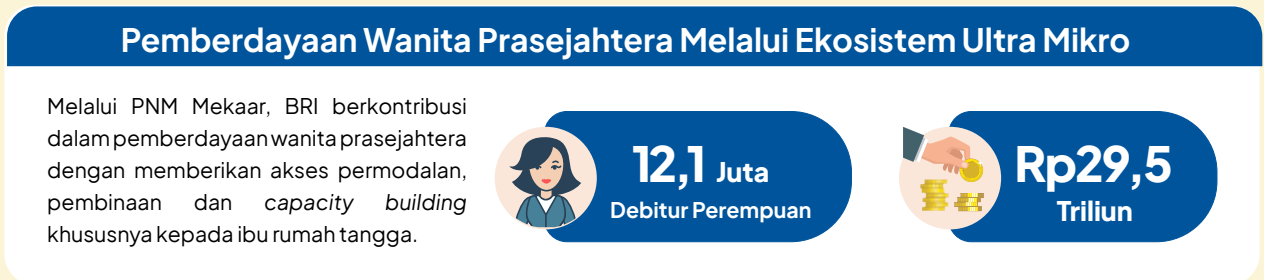 Pemberdayaan Wanita Prasejahtera Melalui Ekosistem Ultra Mikro
Melalui PNM Mekaar, BRI berkontribusi
dalam pemberdayaan wanita prasejahtera
dengan memberikan akses permodalan,
pembinaan dan capacity building
khususnya kepada ibu rumah tangga.
12,1 Juta
Debitur Perempuan
Rp29,5
Triliun